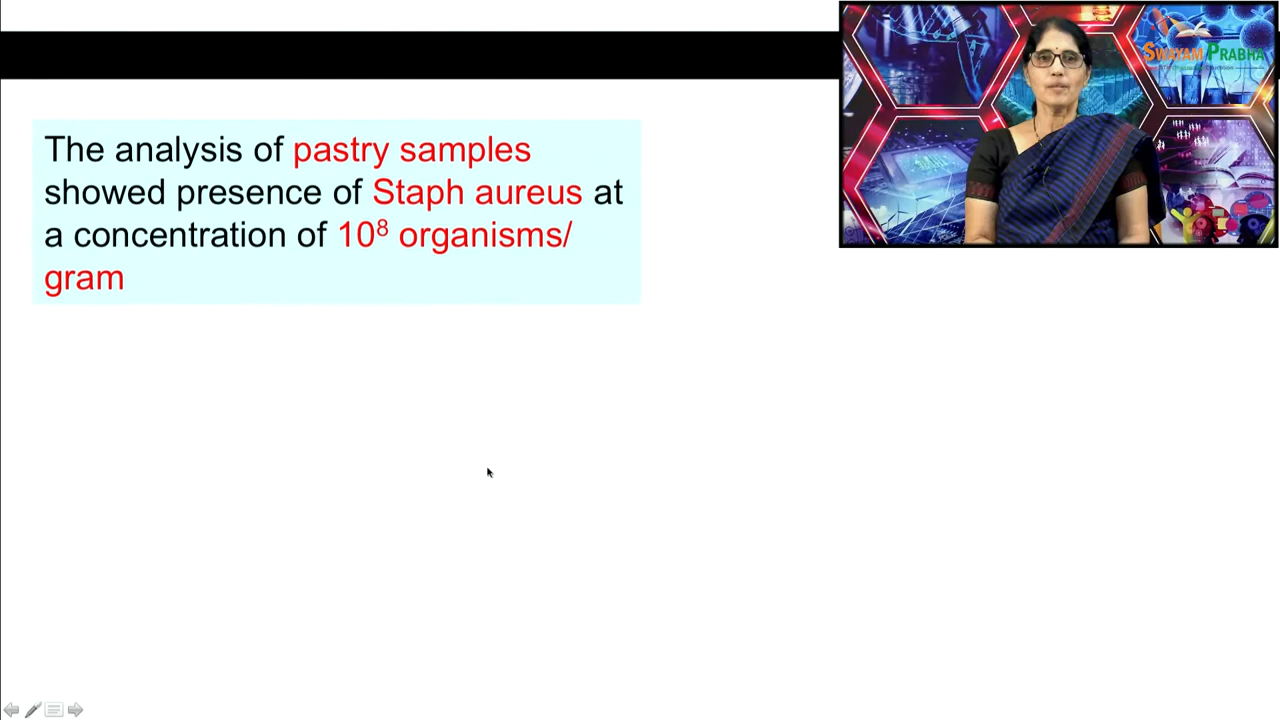 SWAYAM PRABHA
The analysis of pastry samples
showed presence of Staph aureus at
a concentration of 10⁸ organisms/
gram